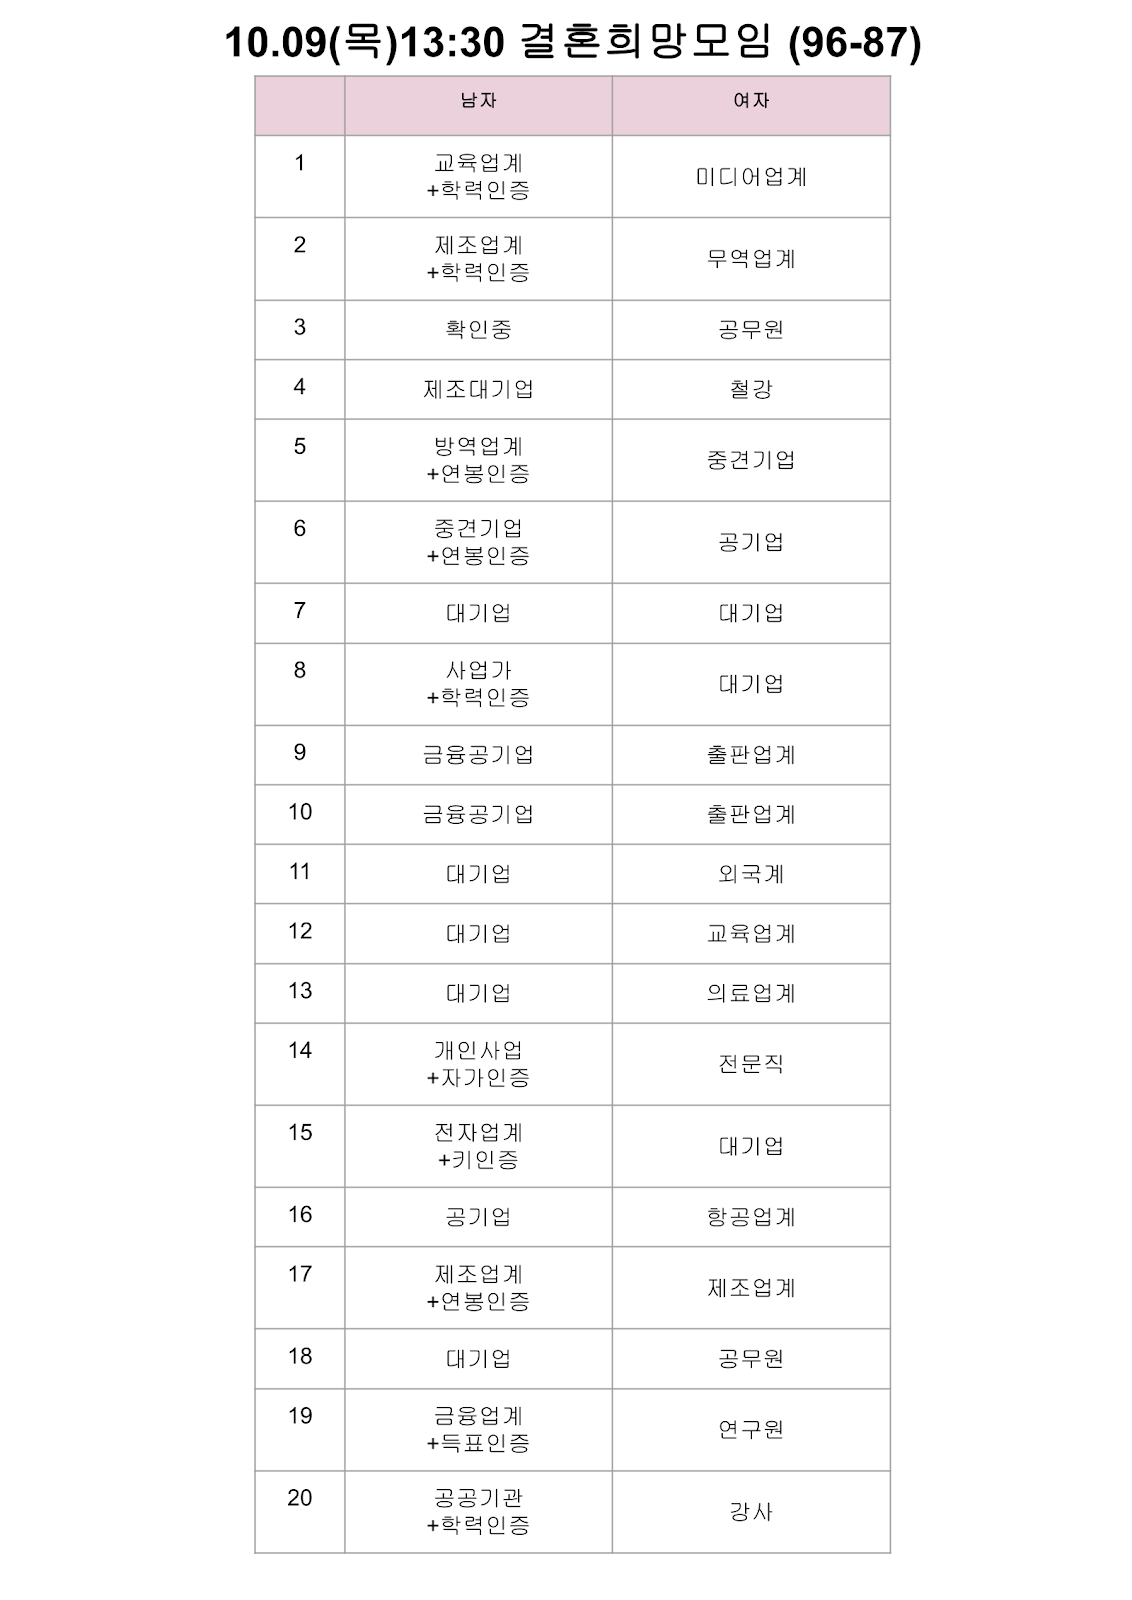 10.09(목)13:30 결혼희망모임 (96-87)
남자 여자
1 교육업계 미디어업계
+학력인증
2 제조업계 무역업계
+학력인증
3 확인중 공무원
4 제조대기업 철강
5 방역업계 중견기업
+연봉인증
6 중견기업 공기업
+연봉인증
7 대기업 대기업
8 사업가 대기업
+학력인증
9 금융공기업 출판업계
10 금융공기업 출판업계
11 대기업 외국계
12 대기업 교육업계
13 대기업 의료업계
14 개인사업 전문직
+자가인증
15 전자업계 대기업
+키인증
16 공기업 항공업계
17 제조업계 제조업계
+연봉인증
18 대기업 공무원
19 금융업계 연구원
+득표인증
20 공공기관 강사
+학력인증